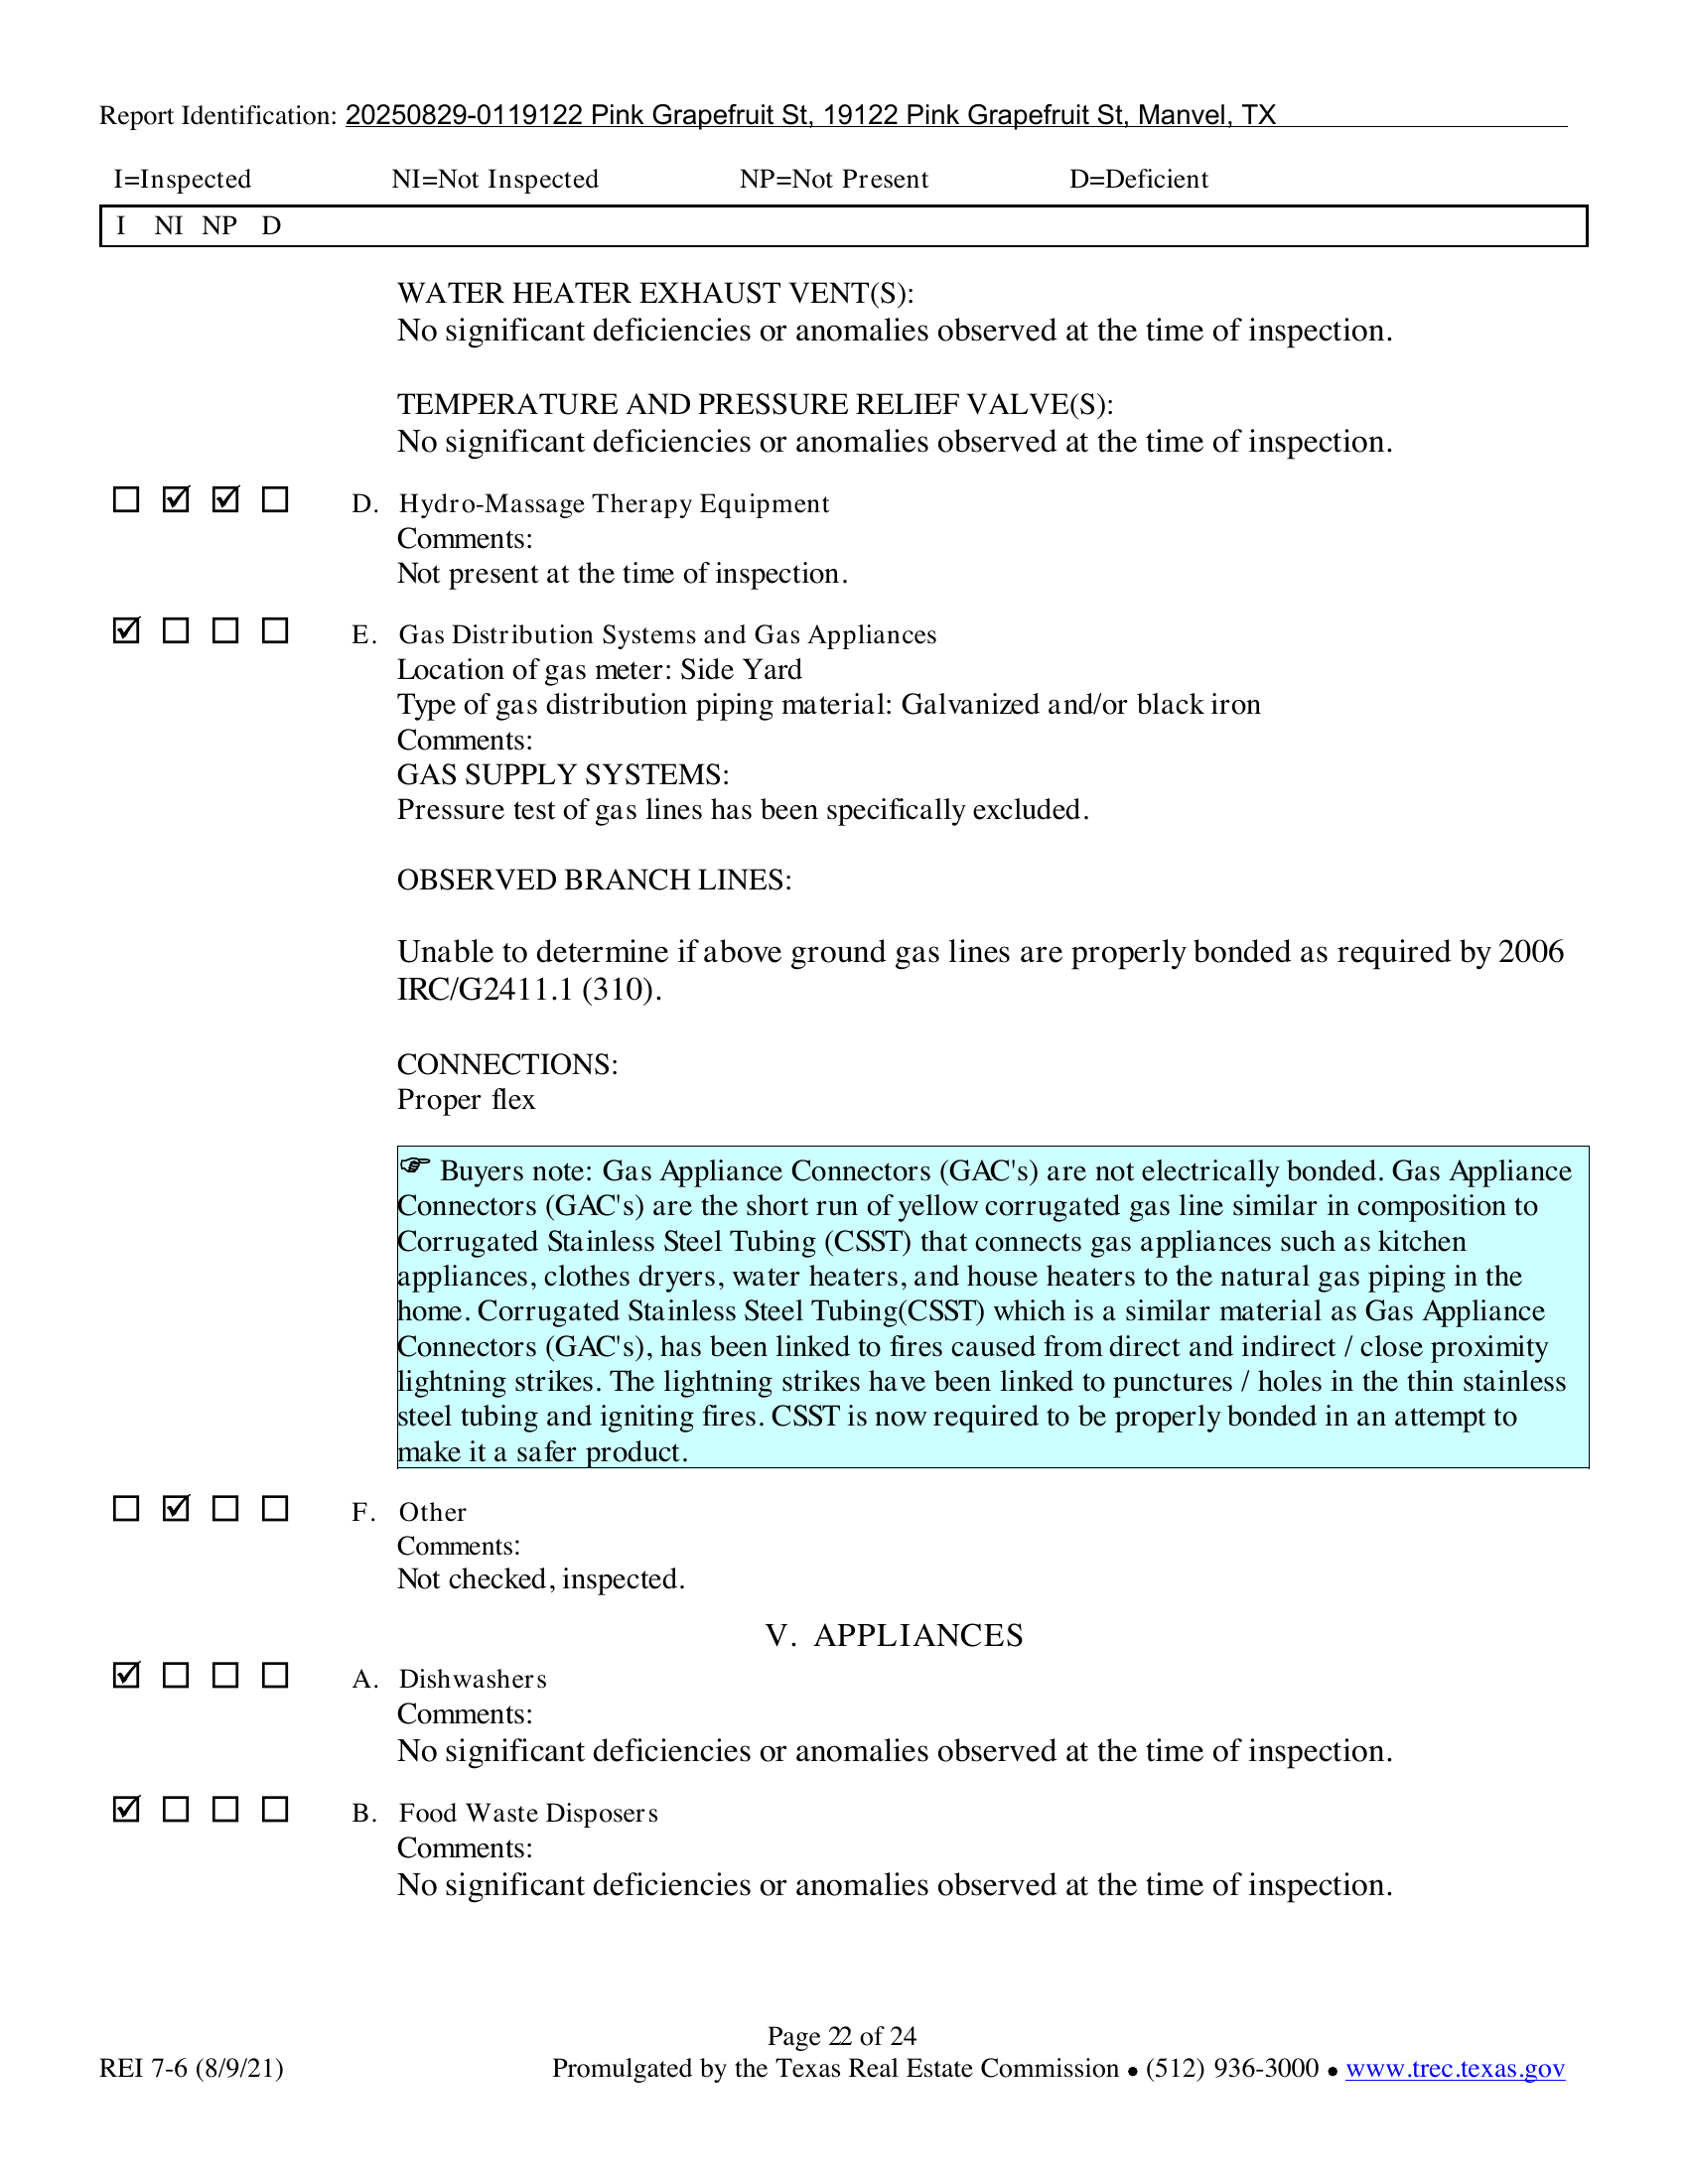 Report Identification: 20250829-0119122 Pink Grapefruit St, 19122 Pink Grapefruit St, Manvel, TX
I=Inspected NI=Not Inspected NP=Not Present D=Deficient
I NI NP D
WATER HEATER EXHAUST VENT(S):
No significant deficiencies or anomalies observed at the time of inspection.
TEMPERATURE AND PRESSURE RELIEF VALVE(S):
No significant deficiencies or anomalies observed at the time of inspection.
☐ ☑ ☑ ☐ D. Hydro-Massage Therapy Equipment
Comments:
Not present at the time of inspection.
☑ ☐ ☐ ☐ E. Gas Distribution Systems and Gas Appliances
Location of gas meter: Side Yard
Type of gas distribution piping material: Galvanized and/or black iron
Comments:
GAS SUPPLY SYSTEMS:
Pressure test of gas lines has been specifically excluded.
OBSERVED BRANCH LINES:
Unable to determine if above ground gas lines are properly bonded as required by 2006
IRC/G2411.1 (310).
CONNECTIONS:
Proper flex
☞ Buyers note: Gas Appliance Connectors (GAC's) are not electrically bonded. Gas Appliance
Connectors (GAC's) are the short run of yellow corrugated gas line similar in composition to
Corrugated Stainless Steel Tubing (CSST) that connects gas appliances such as kitchen
appliances, clothes dryers, water heaters, and house heaters to the natural gas piping in the
home. Corrugated Stainless Steel Tubing(CSST) which is a similar material as Gas Appliance
Connectors (GAC's), has been linked to fires caused from direct and indirect / close proximity
lightning strikes. The lightning strikes have been linked to punctures / holes in the thin stainless
steel tubing and igniting fires. CSST is now required to be properly bonded in an attempt to
make it a safer product.
☐ ☑ ☐ ☐ F. Other
Comments:
Not checked, inspected.
V. APPLIANCES
☑ ☐ ☐ ☐ A. Dishwashers
Comments:
No significant deficiencies or anomalies observed at the time of inspection.
☑ ☐ ☐ ☐ B. Food Waste Disposers
Comments:
No significant deficiencies or anomalies observed at the time of inspection.
Page 22 of 24
REI 7-6 (8/9/21) Promulgated by the Texas Real Estate Commission • (512) 936-3000 • www.trec.texas.gov